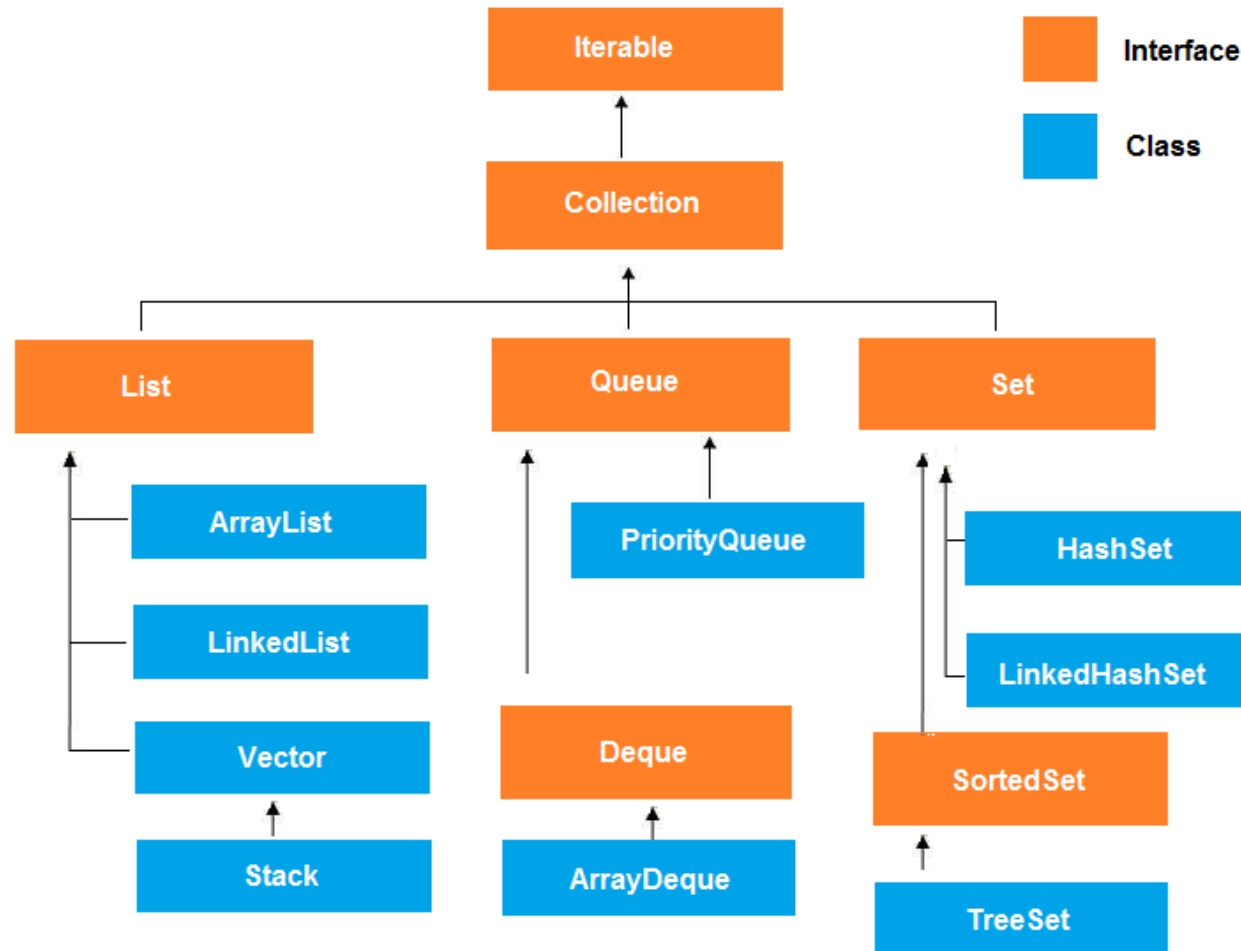 Iterable
Interface
Class
Collection
List
Queue
Set
ArrayList
PriorityQueue
HashSet
LinkedList
LinkedHashSet
Vector
Deque
SortedSet
Stack
ArrayDeque
TreeSet